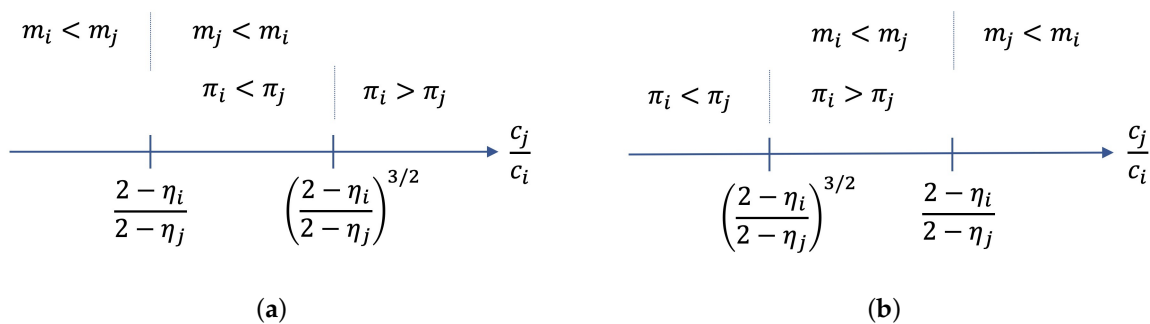 m_i < m_j m_j < m_i
π_i < π_j π_i > π_j
c_j/c_i
(2 − η_i)/(2 − η_j) ((2 − η_i)/(2 − η_j))^{3/2}
(a)
m_i < m_j m_j < m_i
π_i < π_j π_i > π_j
c_j/c_i
((2 − η_i)/(2 − η_j))^{3/2} (2 − η_i)/(2 − η_j)
(b)